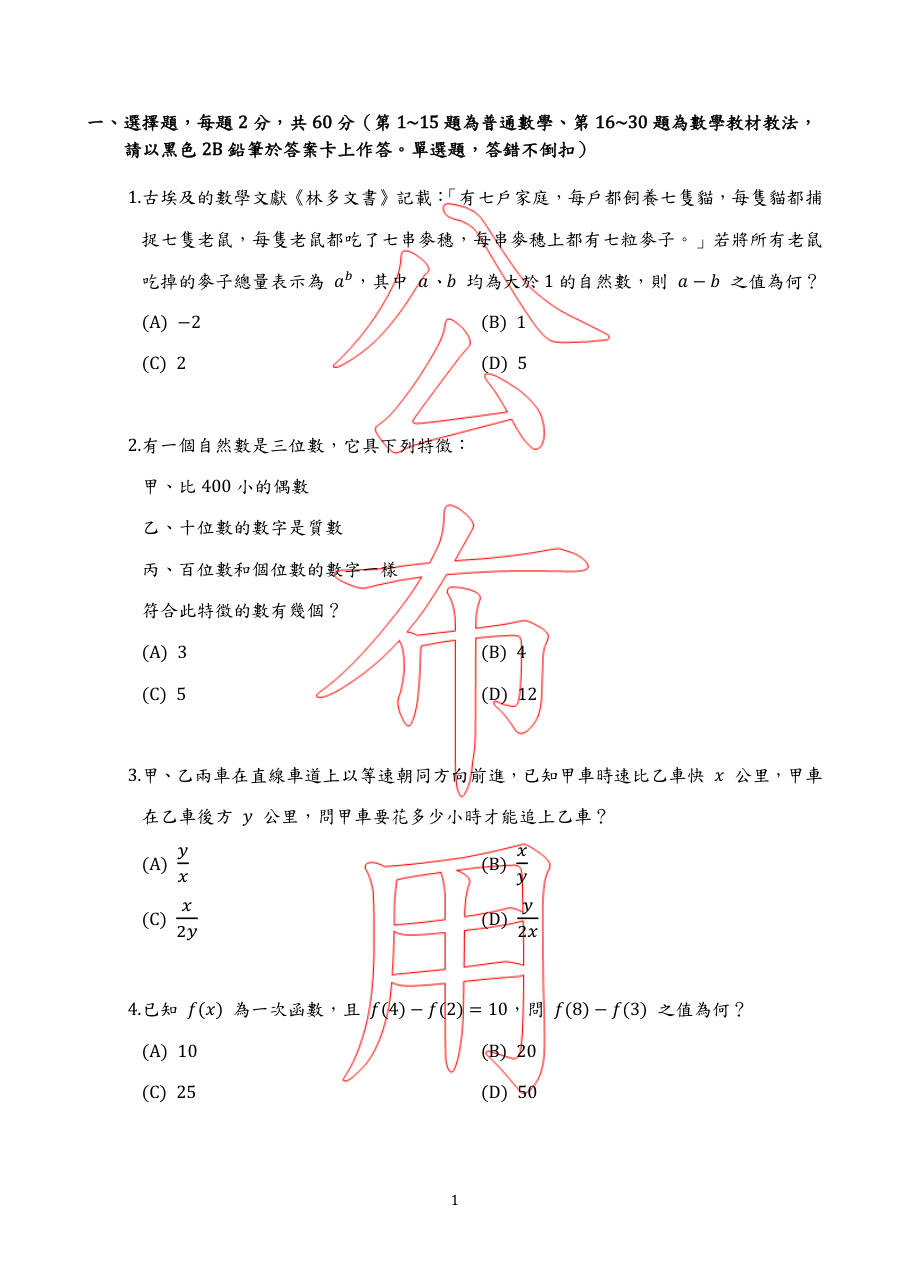 一、選擇題，每題 2 分，共 60 分（第 1~15 題為普通數學、第 16~30 題為數學教材教法，
請以黑色 2B 鉛筆於答案卡上作答。單選題，答錯不倒扣）
1.古埃及的數學文獻《林多文書》記載：「有七戶家庭，每戶都飼養七隻貓，每隻貓都捕
捉七隻老鼠，每隻老鼠都吃了七串麥穗，每串麥穗上都有七粒麥子。」若將所有老鼠
吃掉的麥子總量表示為 a^b，其中 a、b 均為大於 1 的自然數，則 a − b 之值為何？
(A) −2 (B) 1
(C) 2 (D) 5
2.有一個自然數是三位數，它具下列特徵：
甲、比 400 小的偶數
乙、十位數的數字是質數
丙、百位數和個位數的數字一樣
符合此特徵的數有幾個？
(A) 3 (B) 4
(C) 5 (D) 12
3.甲、乙兩車在直線車道上以等速朝同方向前進，已知甲車時速比乙車快 x 公里，甲車
在乙車後方 y 公里，問甲車要花多少小時才能追上乙車？
(A) y/x (B) x/y
(C) x/2y (D) y/2x
4.已知 f(x) 為一次函數，且 f(4) − f(2) = 10，問 f(8) − f(3) 之值為何？
(A) 10 (B) 20
(C) 25 (D) 50
1
公布用